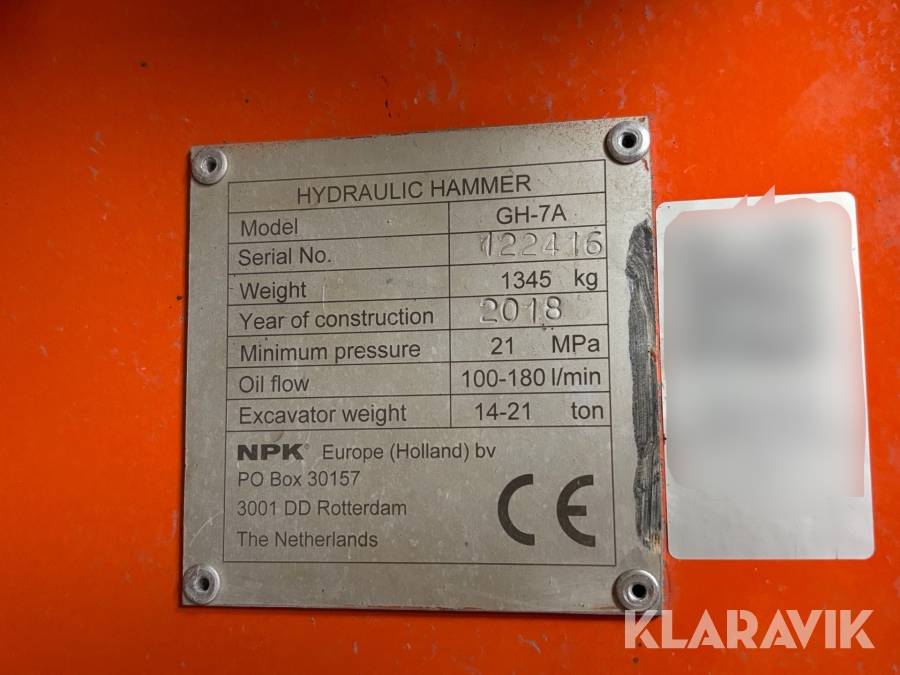 HYDRAULIC HAMMER
Model GH-7A
Serial No. 122416
Weight 1345 kg
Year of construction 2018
Minimum pressure 21 MPa
Oil flow 100-180 l/min
Excavator weight 14-21 ton
NPK® Europe (Holland) bv
PO Box 30157
3001 DD Rotterdam
The Netherlands
CE
KLARAVIK